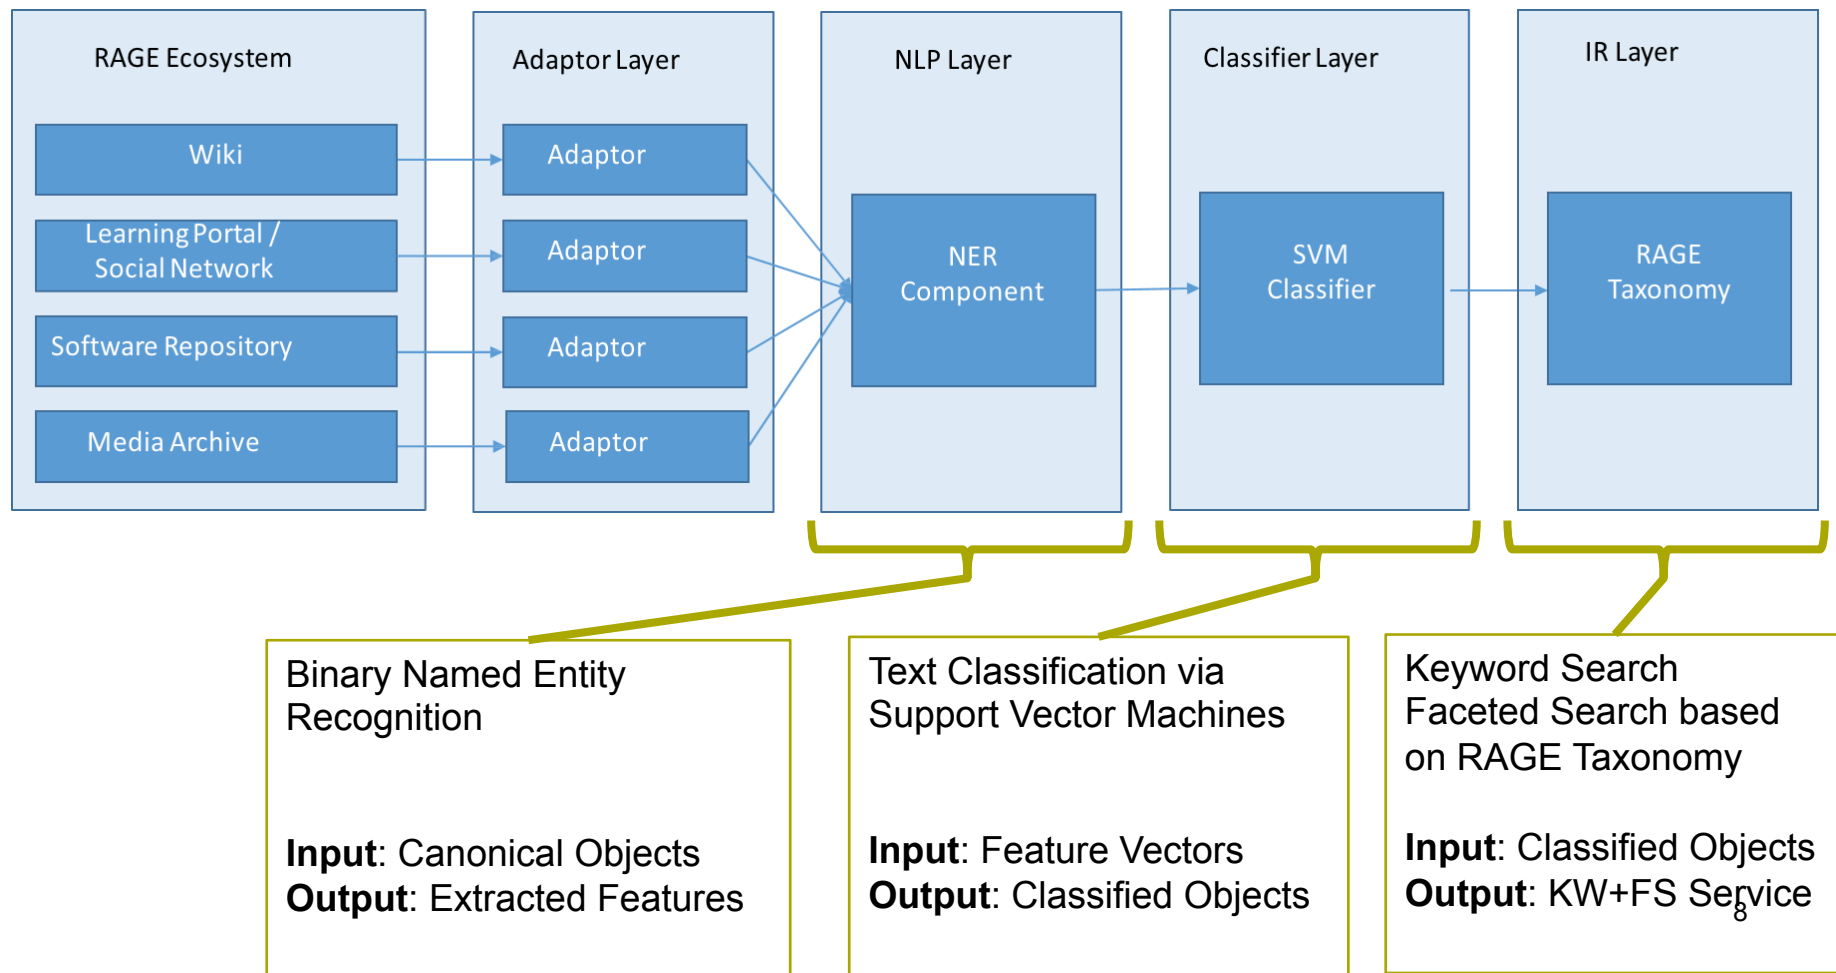 RAGE Ecosystem
Wiki
Learning Portal /
Social Network
Software Repository
Media Archive
Adaptor Layer
Adaptor
Adaptor
Adaptor
Adaptor
NLP Layer
NER
Component
Classifier Layer
SVM
Classifier
IR Layer
RAGE
Taxonomy
Binary Named Entity
Recognition
Input: Canonical Objects
Output: Extracted Features
Text Classification via
Support Vector Machines
Input: Feature Vectors
Output: Classified Objects
Keyword Search
Faceted Search based
on RAGE Taxonomy
Input: Classified Objects
Output: KW+FS Service
8